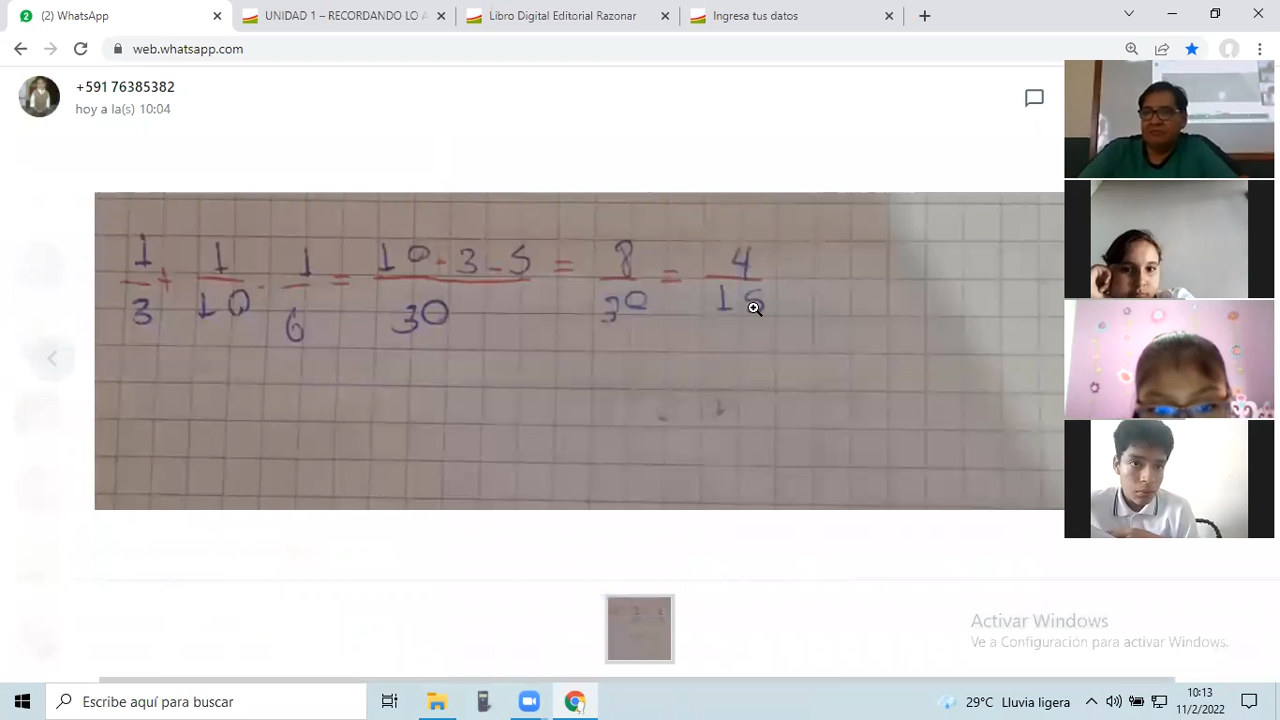 (2) WhatsApp
UNIDAD 1 – RECORDANDO LO A
Libro Digital Editorial Razonar
Ingresa tus datos
web.whatsapp.com
+591 76385382
hoy a la(s) 10:04
1/3 + 1/10 - 1/6 = 10 - 3 - 5 / 30 = 8/30 = 4/15
Activar Windows
Ve a Configuración para activar Windows.
Escribe aquí para buscar
29°C Lluvia ligera
10:13
11/2/2022